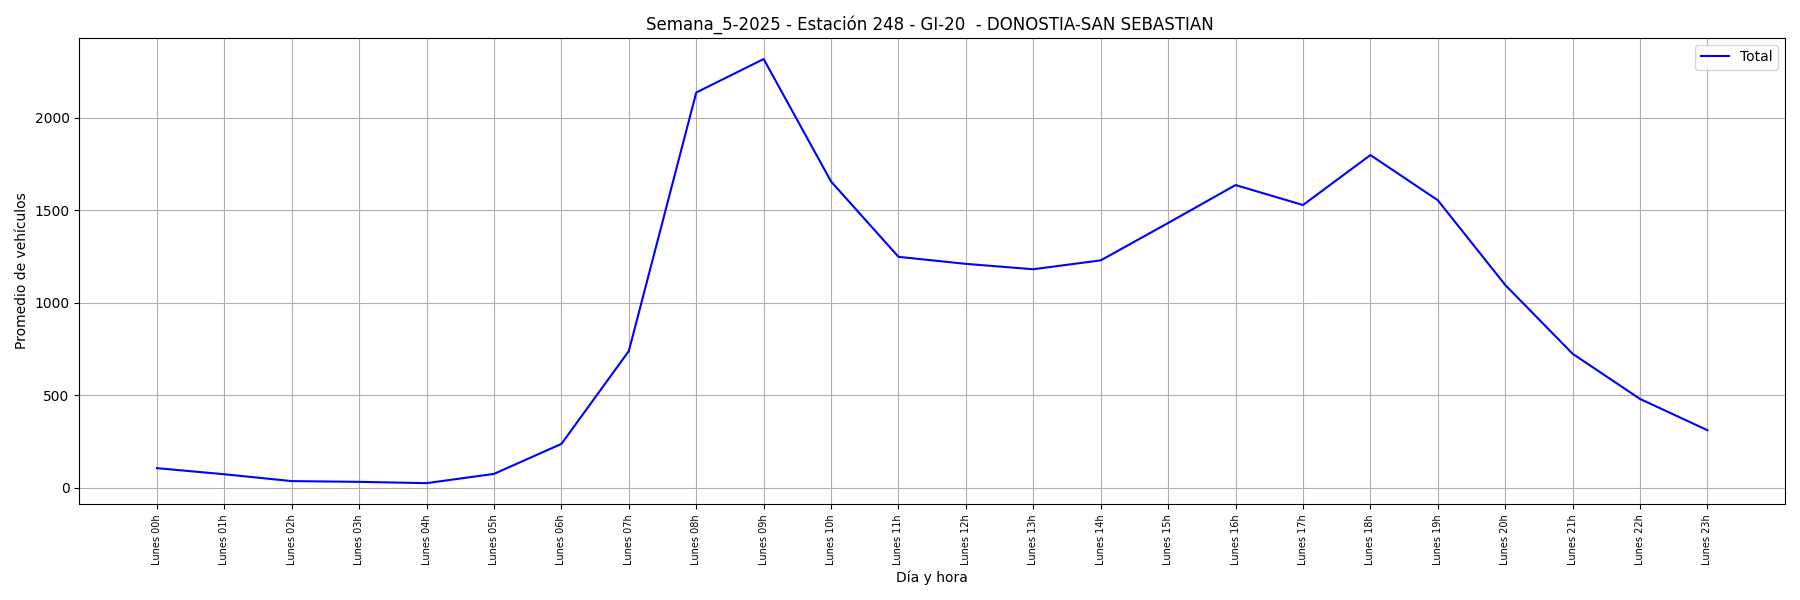 Semana_5-2025 - Estación 248 - GI-20  - DONOSTIA-SAN SEBASTIAN
Total
Promedio de vehículos
2000
1500
1000
500
0
Lunes 00h
Lunes 01h
Lunes 02h
Lunes 03h
Lunes 04h
Lunes 05h
Lunes 06h
Lunes 07h
Lunes 08h
Lunes 09h
Lunes 10h
Lunes 11h
Lunes 12h
Lunes 13h
Lunes 14h
Lunes 15h
Lunes 16h
Lunes 17h
Lunes 18h
Lunes 19h
Lunes 20h
Lunes 21h
Lunes 22h
Lunes 23h
Día y hora